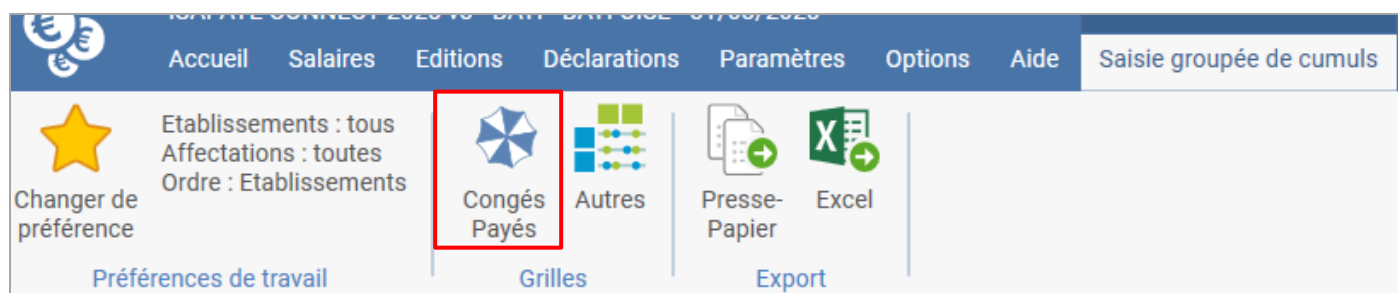 Accueil Salaires Editions Déclarations Paramètres Options Aide Saisie groupée de cumuls
Etablissements : tous
Affectations : toutes
Ordre : Etablissements
Changer de
préférence
Congés
Payés
Autres
Presse-
Papier
Excel
Préférences de travail Grilles Export